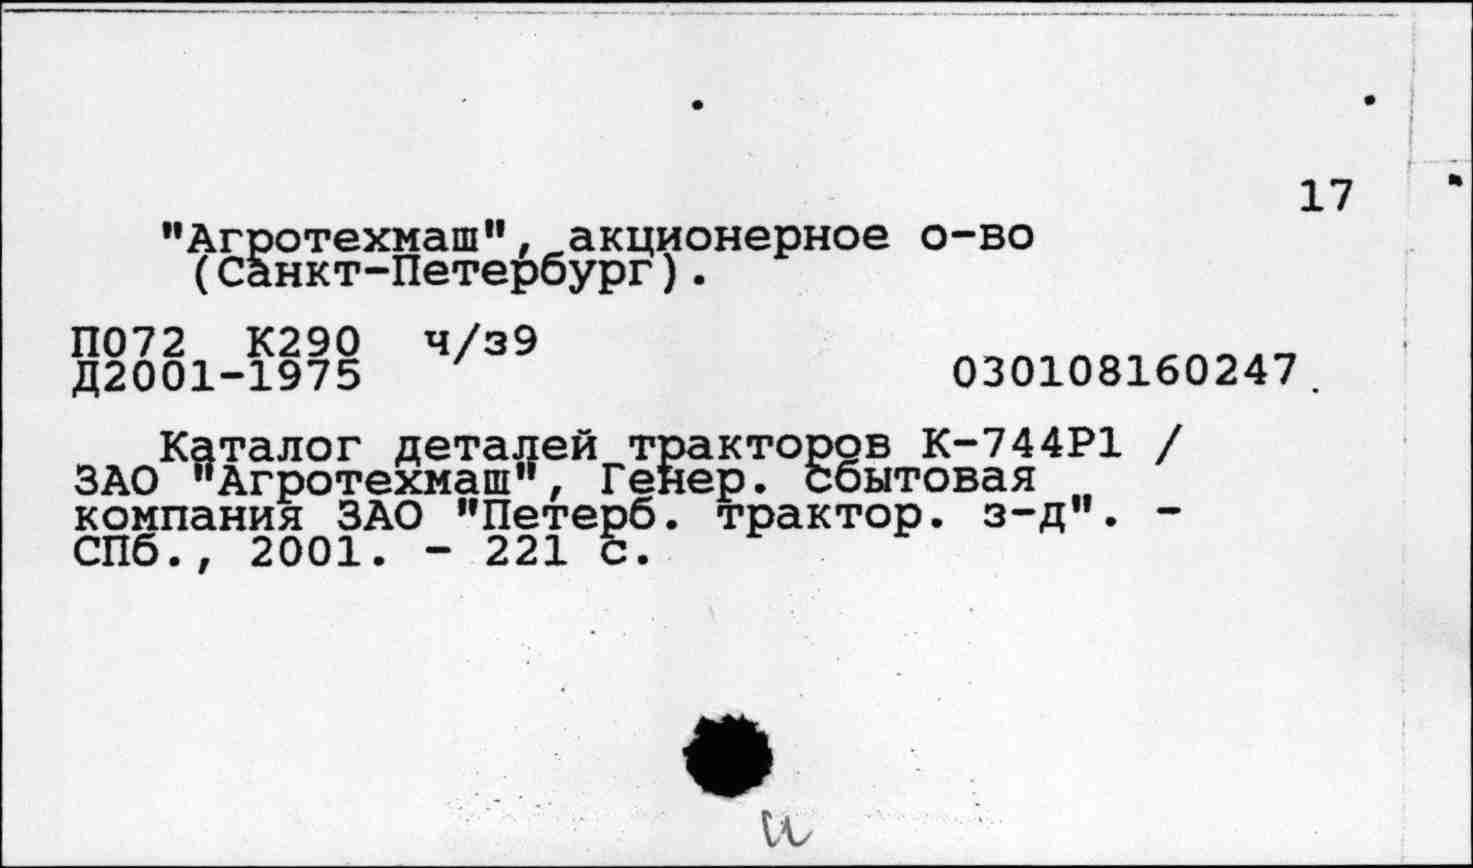 17
"Агротехмаш", акционерное о-во
(Санкт-Петербург).
П072 К290 ч/з9
Д2001-1975
030108160247.
Каталог деталей тракторов К-744Р1 /
ЗАО "Агротехмаш", Генер. сбытовая
компания ЗАО "Петерб. трактор. з-д". -
СПб., 2001. - 221 с.
и